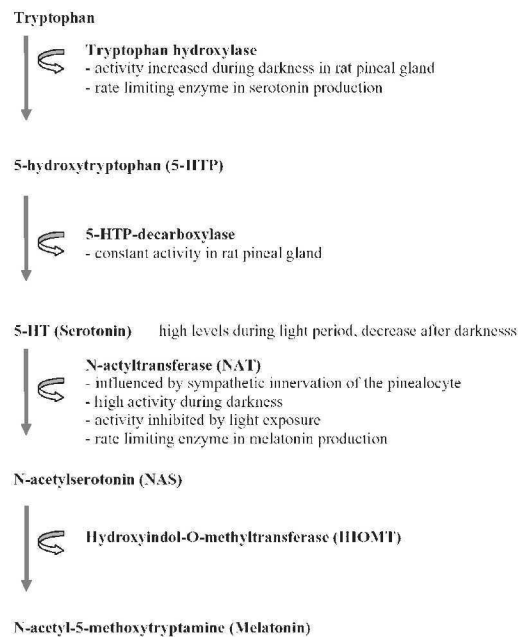 Tryptophan
Tryptophan hydroxylase
- activity increased during darkness in rat pineal gland
- rate limiting enzyme in serotonin production
5-hydroxytryptophan (5-HTP)
5-HTP-decarboxylase
- constant activity in rat pineal gland
5-HT (Serotonin) high levels during light period, decrease after darknesss
N-actyltransferase (NAT)
- influenced by sympathetic innervation of the pinealocyte
- high activity during darkness
- activity inhibited by light exposure
- rate limiting enzyme in melatonin production
N-acetylserotonin (NAS)
Hydroxyindol-O-methyltransferase (HIOMT)
N-acetyl-5-methoxytryptamine (Melatonin)